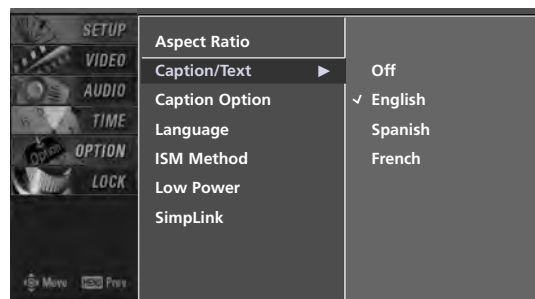 SETUP
VIDEO
AUDIO
TIME
OPTION
LOCK
Move MENU Prev
Aspect Ratio
Caption/Text ►
Caption Option
Language
ISM Method
Low Power
SimpLink
Off
✓ English
Spanish
French